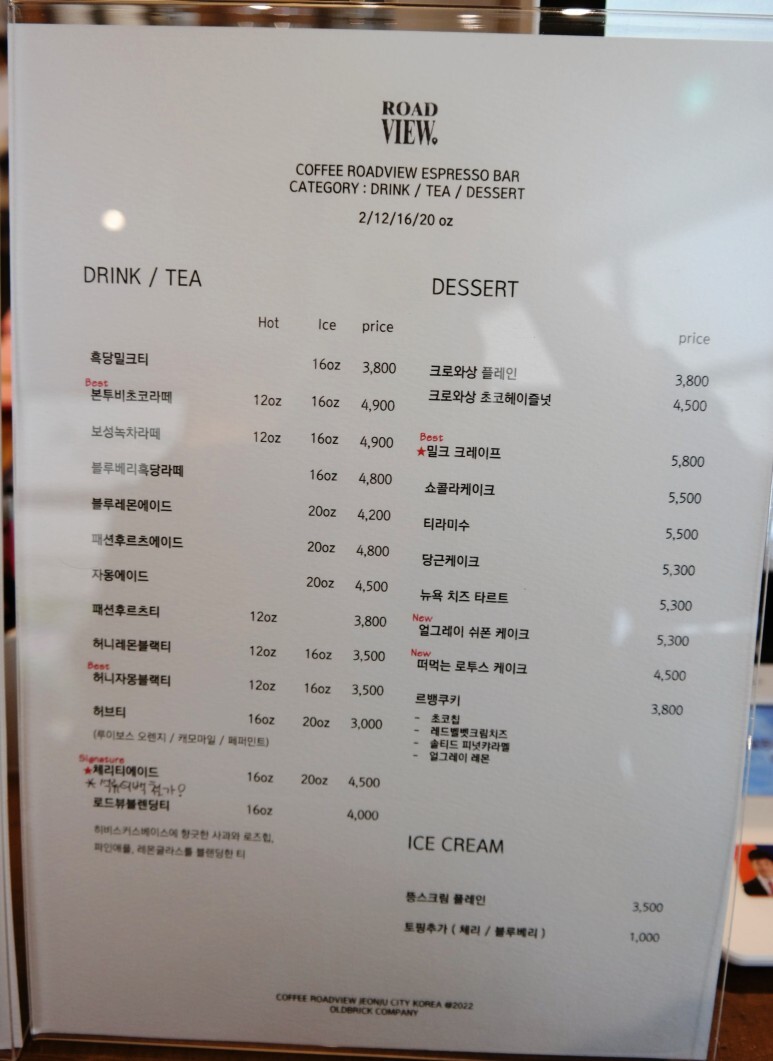 ROAD
VIEW.
COFFEE ROADVIEW ESPRESSO BAR
CATEGORY : DRINK / TEA / DESSERT
2/12/16/20 oz
DRINK / TEA
Hot Ice price
흑당밀크티 16oz 3,800
Best
본투비초코라떼 12oz 16oz 4,900
보성녹차라떼 12oz 16oz 4,900
블루베리흑당라떼 16oz 4,800
블루레몬에이드 20oz 4,200
패션후르츠에이드 20oz 4,800
자몽에이드 20oz 4,500
패션후르츠티 12oz 3,800
허니레몬블랙티 12oz 16oz 3,500
Best
허니자몽블랙티 12oz 16oz 3,500
허브티 16oz 20oz 3,000
(루이보스 오렌지 / 캐모마일 / 페퍼민트)
Signature
★체리티에이드 16oz 20oz 4,500
로드뷰블렌딩티 16oz 4,000
히비스커스베이스에 향긋한 사과와 로즈힙,
파인애플, 레몬글라스를 블렌딩한 티
DESSERT
price
크로와상 플레인 3,800
크로와상 초코헤이즐넛 4,500
Best
★밀크 크레이프 5,800
쇼콜라케이크 5,500
티라미수 5,500
당근케이크 5,300
뉴욕 치즈 타르트 5,300
New
얼그레이 쉬폰 케이크 5,300
New
떠먹는 로투스 케이크 4,500
르뱅쿠키 3,800
- 초코칩
- 레드벨벳크림치즈
- 솔티드 피넛카라멜
- 얼그레이 레몬
ICE CREAM
뚱스크림 플레인 3,500
토핑추가 ( 체리 / 블루베리 ) 1,000
COFFEE ROADVIEW JEONJU CITY KOREA @2022
OLDBRICK COMPANY